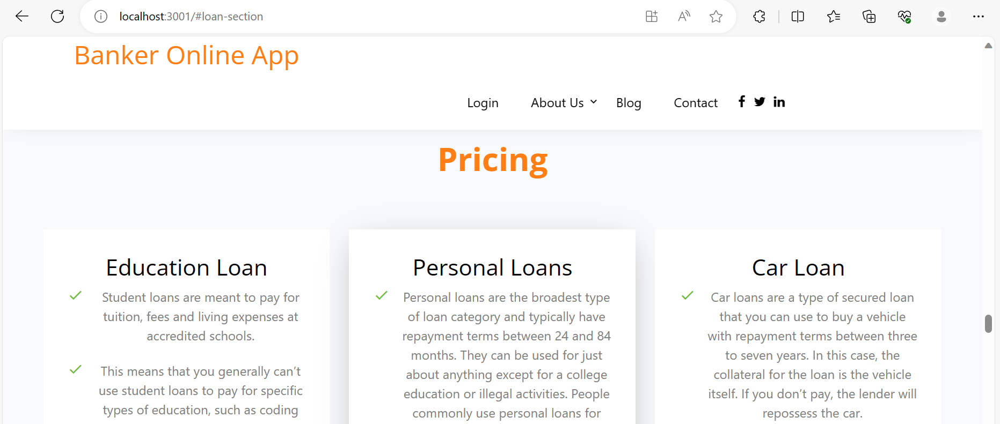 localhost:3001/#loan-section
Banker Online App
Login About Us Blog Contact
Pricing
Education Loan
Student loans are meant to pay for
tuition, fees and living expenses at
accredited schools.
This means that you generally can’t
use student loans to pay for specific
types of education, such as coding
Personal Loans
Personal loans are the broadest type
of loan category and typically have
repayment terms between 24 and 84
months. They can be used for just
about anything except for a college
education or illegal activities. People
commonly use personal loans for
Car Loan
Car loans are a type of secured loan
that you can use to buy a vehicle
with repayment terms between three
to seven years. In this case, the
collateral for the loan is the vehicle
itself. If you don’t pay, the lender will
repossess the car.